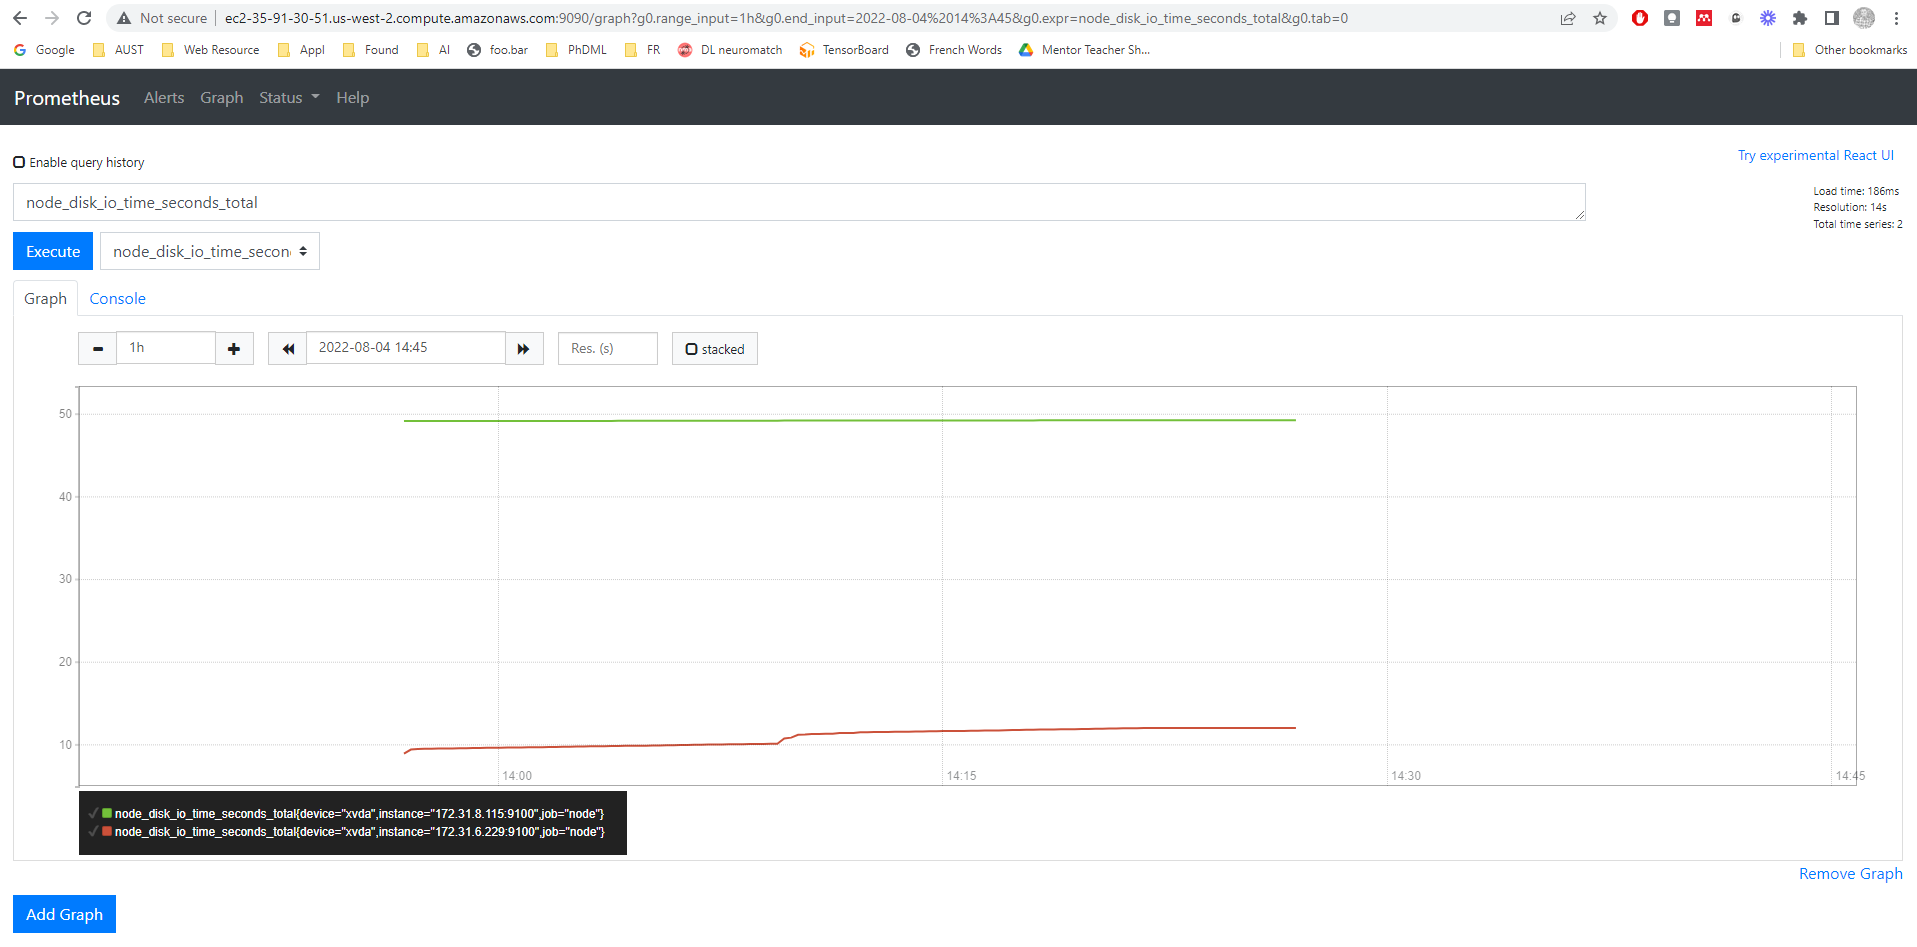 Not secure ec2-35-91-30-51.us-west-2.compute.amazonaws.com:9090/graph?g0.range_input=1h&g0.end_input=2022-08-04%2014%3A45&g0.expr=node_disk_io_time_seconds_total&g0.tab=0
Google AUST Web Resource Appl Found AI foo.bar PhDML FR DL neuromatch TensorBoard French Words Mentor Teacher Sh... Other bookmarks
Prometheus Alerts Graph Status Help
Enable query history
Try experimental React UI
node_disk_io_time_seconds_total
Load time: 186ms
Resolution: 14s
Total time series: 2
Execute node_disk_io_time_secon
Graph Console
1h 2022-08-04 14:45 Res. (s) stacked
50
40
30
20
10
14:00 14:15 14:30 14:45
node_disk_io_time_seconds_total{device="xvda",instance="172.31.8.115:9100",job="node"}
node_disk_io_time_seconds_total{device="xvda",instance="172.31.6.229:9100",job="node"}
Remove Graph
Add Graph